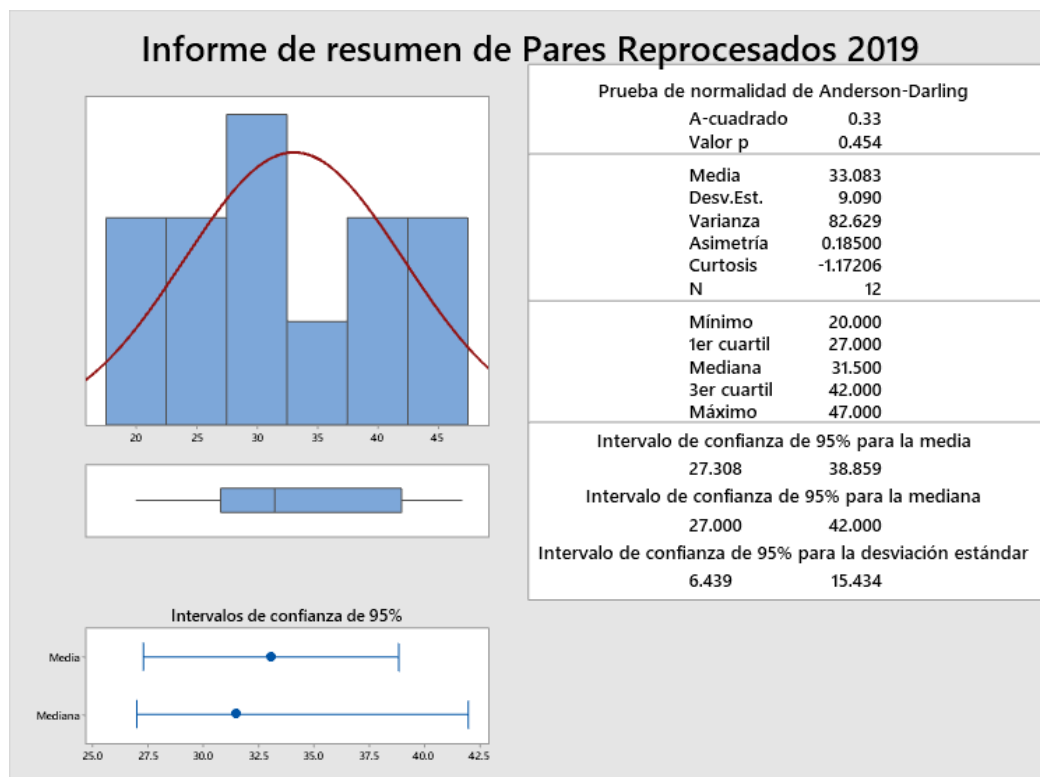 Informe de resumen de Pares Reprocesados 2019
20 25 30 35 40 45
Intervalos de confianza de 95%
Media
Mediana
25.0 27.5 30.0 32.5 35.0 37.5 40.0 42.5
Prueba de normalidad de Anderson-Darling
A-cuadrado 0.33
Valor p 0.454
Media 33.083
Desv.Est. 9.090
Varianza 82.629
Asimetría 0.18500
Curtosis -1.17206
N 12
Mínimo 20.000
1er cuartil 27.000
Mediana 31.500
3er cuartil 42.000
Máximo 47.000
Intervalo de confianza de 95% para la media
27.308 38.859
Intervalo de confianza de 95% para la mediana
27.000 42.000
Intervalo de confianza de 95% para la desviación estándar
6.439 15.434